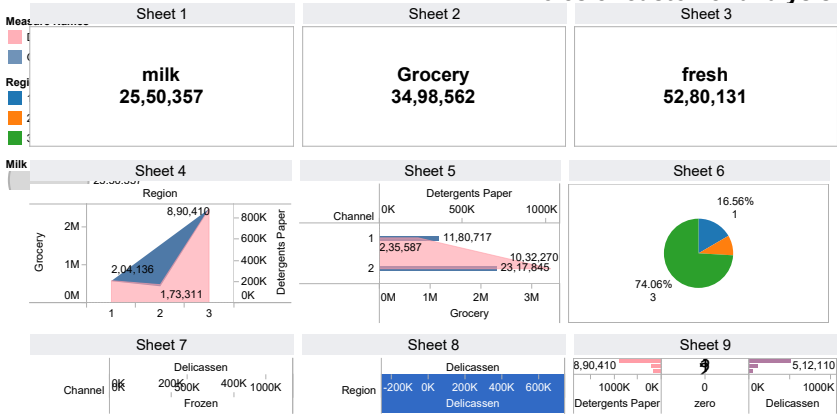 Sheet 1
Sheet 2
Sheet 3
milk
25,50,357
Grocery
34,98,562
fresh
52,80,131
Milk
Sheet 4
Region
8,90,410
2,04,136
1,73,311
Grocery
2M
1M
0M
800K
600K
400K
200K
0K
Detergents Paper
1 2 3
Sheet 5
Detergents Paper
0K 500K 1000K
Channel
1
2
11,80,717
2,35,587
10,32,270
23,17,845
0M 1M 2M 3M
Grocery
Sheet 6
16.56%
1
74.06%
3
Sheet 7
Delicassen
Channel
0K 200K 400K
0K 500K 1000K
Frozen
Sheet 8
Delicassen
Region
-200K 0K 200K 400K 600K
Delicassen
Sheet 9
8,90,410
5,12,110
1000K 0K
0
0K 1000K
Detergents Paper
zero
Delicassen